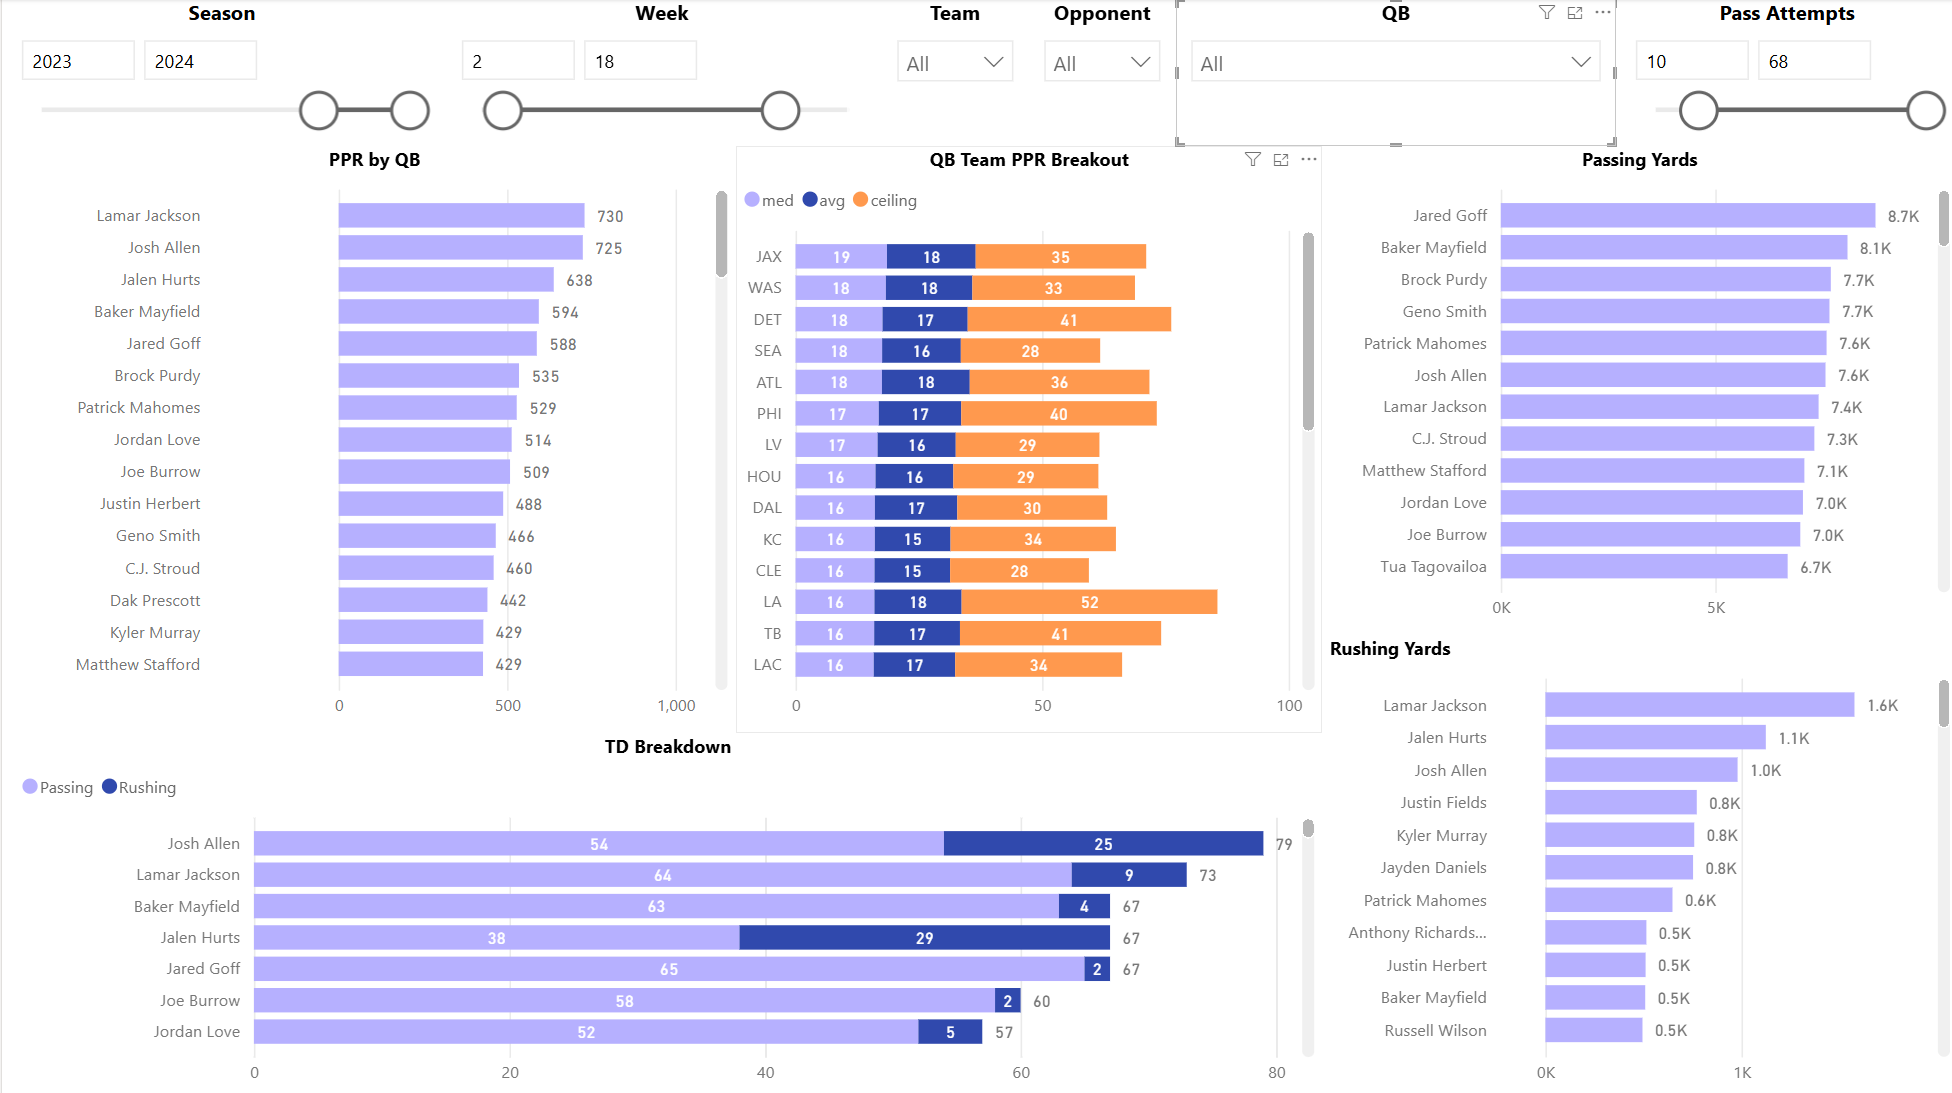 Season
Week
Team
Opponent
QB
Pass Attempts
2023
2024
2
18
All
All
All
10
68
PPR by QB
Lamar Jackson 730
Josh Allen 725
Jalen Hurts 638
Baker Mayfield 594
Jared Goff 588
Brock Purdy 535
Patrick Mahomes 529
Jordan Love 514
Joe Burrow 509
Justin Herbert 488
Geno Smith 466
C.J. Stroud 460
Dak Prescott 442
Kyler Murray 429
Matthew Stafford 429
0 500 1,000
QB Team PPR Breakout
med avg ceiling
JAX 19 18 35
WAS 18 18 33
DET 18 17 41
SEA 18 16 28
ATL 18 18 36
PHI 17 17 40
LV 17 16 29
HOU 16 16 29
DAL 16 17 30
KC 16 15 34
CLE 16 15 28
LA 16 18 52
TB 16 17 41
LAC 16 17 34
0 50 100
Passing Yards
Jared Goff 8.7K
Baker Mayfield 8.1K
Brock Purdy 7.7K
Geno Smith 7.7K
Patrick Mahomes 7.6K
Josh Allen 7.6K
Lamar Jackson 7.4K
C.J. Stroud 7.3K
Matthew Stafford 7.1K
Jordan Love 7.0K
Joe Burrow 7.0K
Tua Tagovailoa 6.7K
0K 5K
TD Breakdown
Passing Rushing
Josh Allen 54 25 79
Lamar Jackson 64 9 73
Baker Mayfield 63 4 67
Jalen Hurts 38 29 67
Jared Goff 65 2 67
Joe Burrow 58 2 60
Jordan Love 52 5 57
0 20 40 60 80
Rushing Yards
Lamar Jackson 1.6K
Jalen Hurts 1.1K
Josh Allen 1.0K
Justin Fields 0.8K
Kyler Murray 0.8K
Jayden Daniels 0.8K
Patrick Mahomes 0.6K
Anthony Richards... 0.5K
Justin Herbert 0.5K
Baker Mayfield 0.5K
Russell Wilson 0.5K
0K 1K